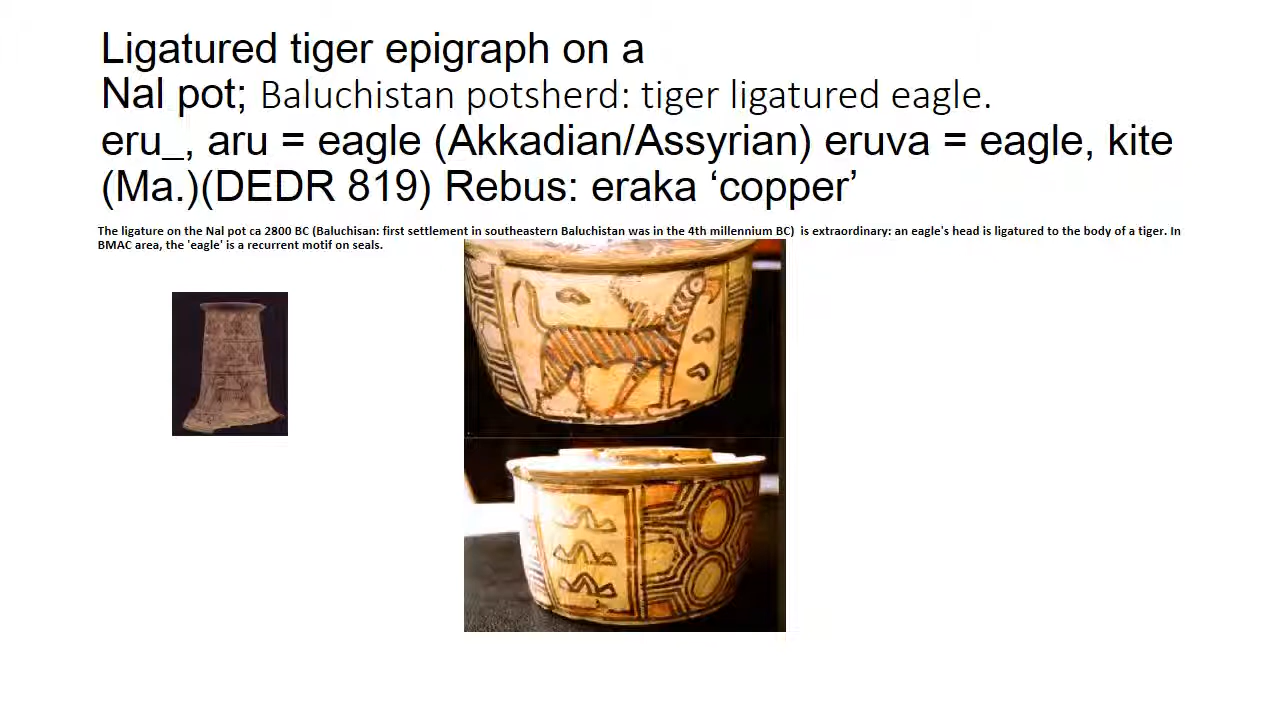 Ligatured tiger epigraph on a
Nal pot; Baluchistan potsherd: tiger ligatured eagle.
eru_, aru = eagle (Akkadian/Assyrian) eruva = eagle, kite
(Ma.)(DEDR 819) Rebus: eraka ‘copper’
The ligature on the Nal pot ca 2800 BC (Baluchisan: first settlement in southeastern Baluchistan was in the 4th millennium BC)  is extraordinary: an eagle's head is ligatured to the body of a tiger. In
BMAC area, the 'eagle' is a recurrent motif on seals.